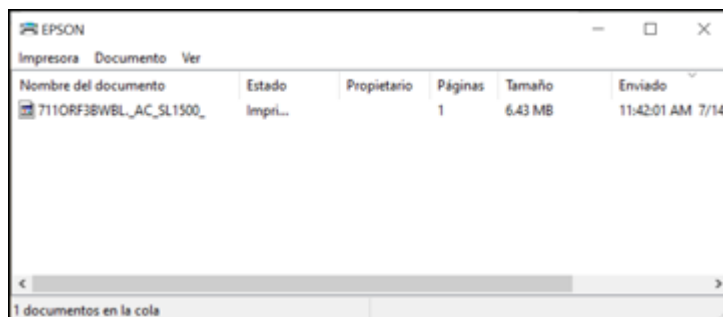 EPSON
Impresora Documento Ver
Nombre del documento Estado Propietario Páginas Tamaño Enviado
711ORF3BWBL._AC_SL1500_ Impri... 1 6.43 MB 11:42:01 AM 7/14
1 documentos en la cola